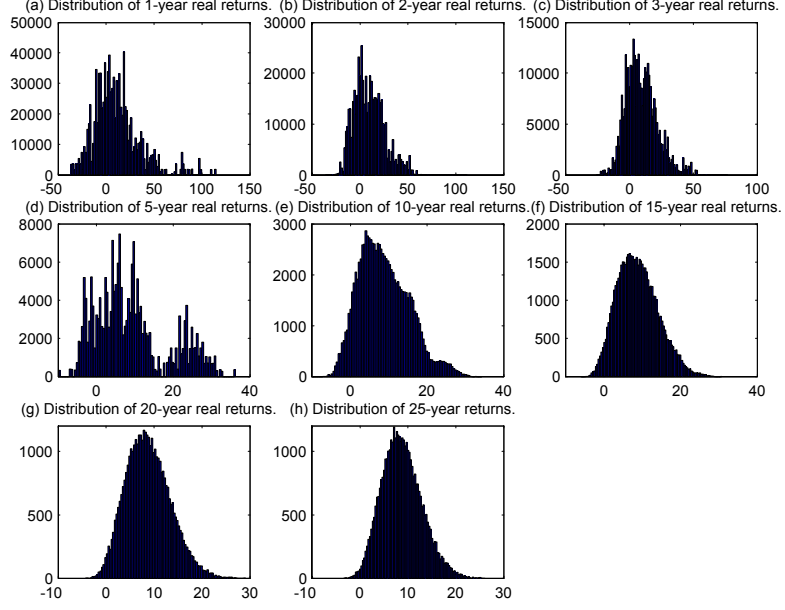 (a) Distribution of 1-year real returns. (b) Distribution of 2-year real returns. (c) Distribution of 3-year real returns.
50000 30000 15000
40000
30000 20000 10000
20000 10000 5000
10000
0 0 0
-50 0 50 100 150 -50 0 50 100 150 -50 0 50 100
(d) Distribution of 5-year real returns. (e) Distribution of 10-year real returns. (f) Distribution of 15-year real returns.
8000 3000 2000
6000 2000 1500
4000 1000
2000 1000 500
0 0 0
0 20 40 0 20 40 0 20 40
(g) Distribution of 20-year real returns. (h) Distribution of 25-year returns.
1000 1000
500 500
0 0
-10 0 10 20 30 -10 0 10 20 30